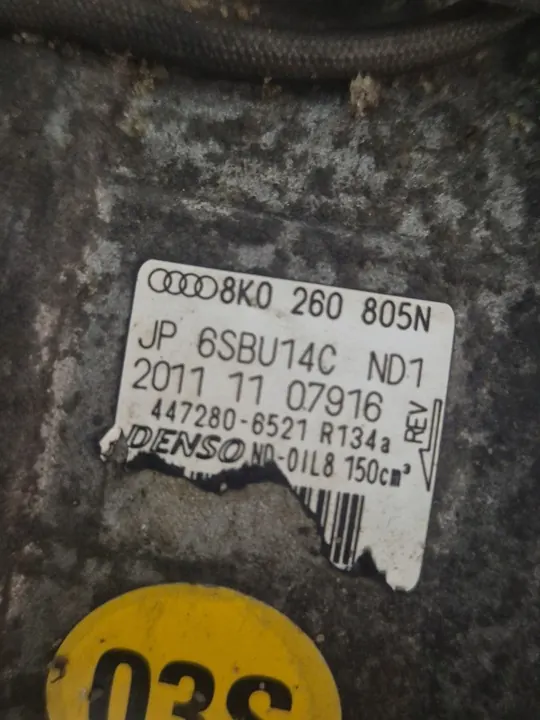 8K0 260 805N
JP 6SBU14C ND1
2011 11 07916
447280-6521 R134a
DENSO ND-OIL8 150cm³
REV
03S